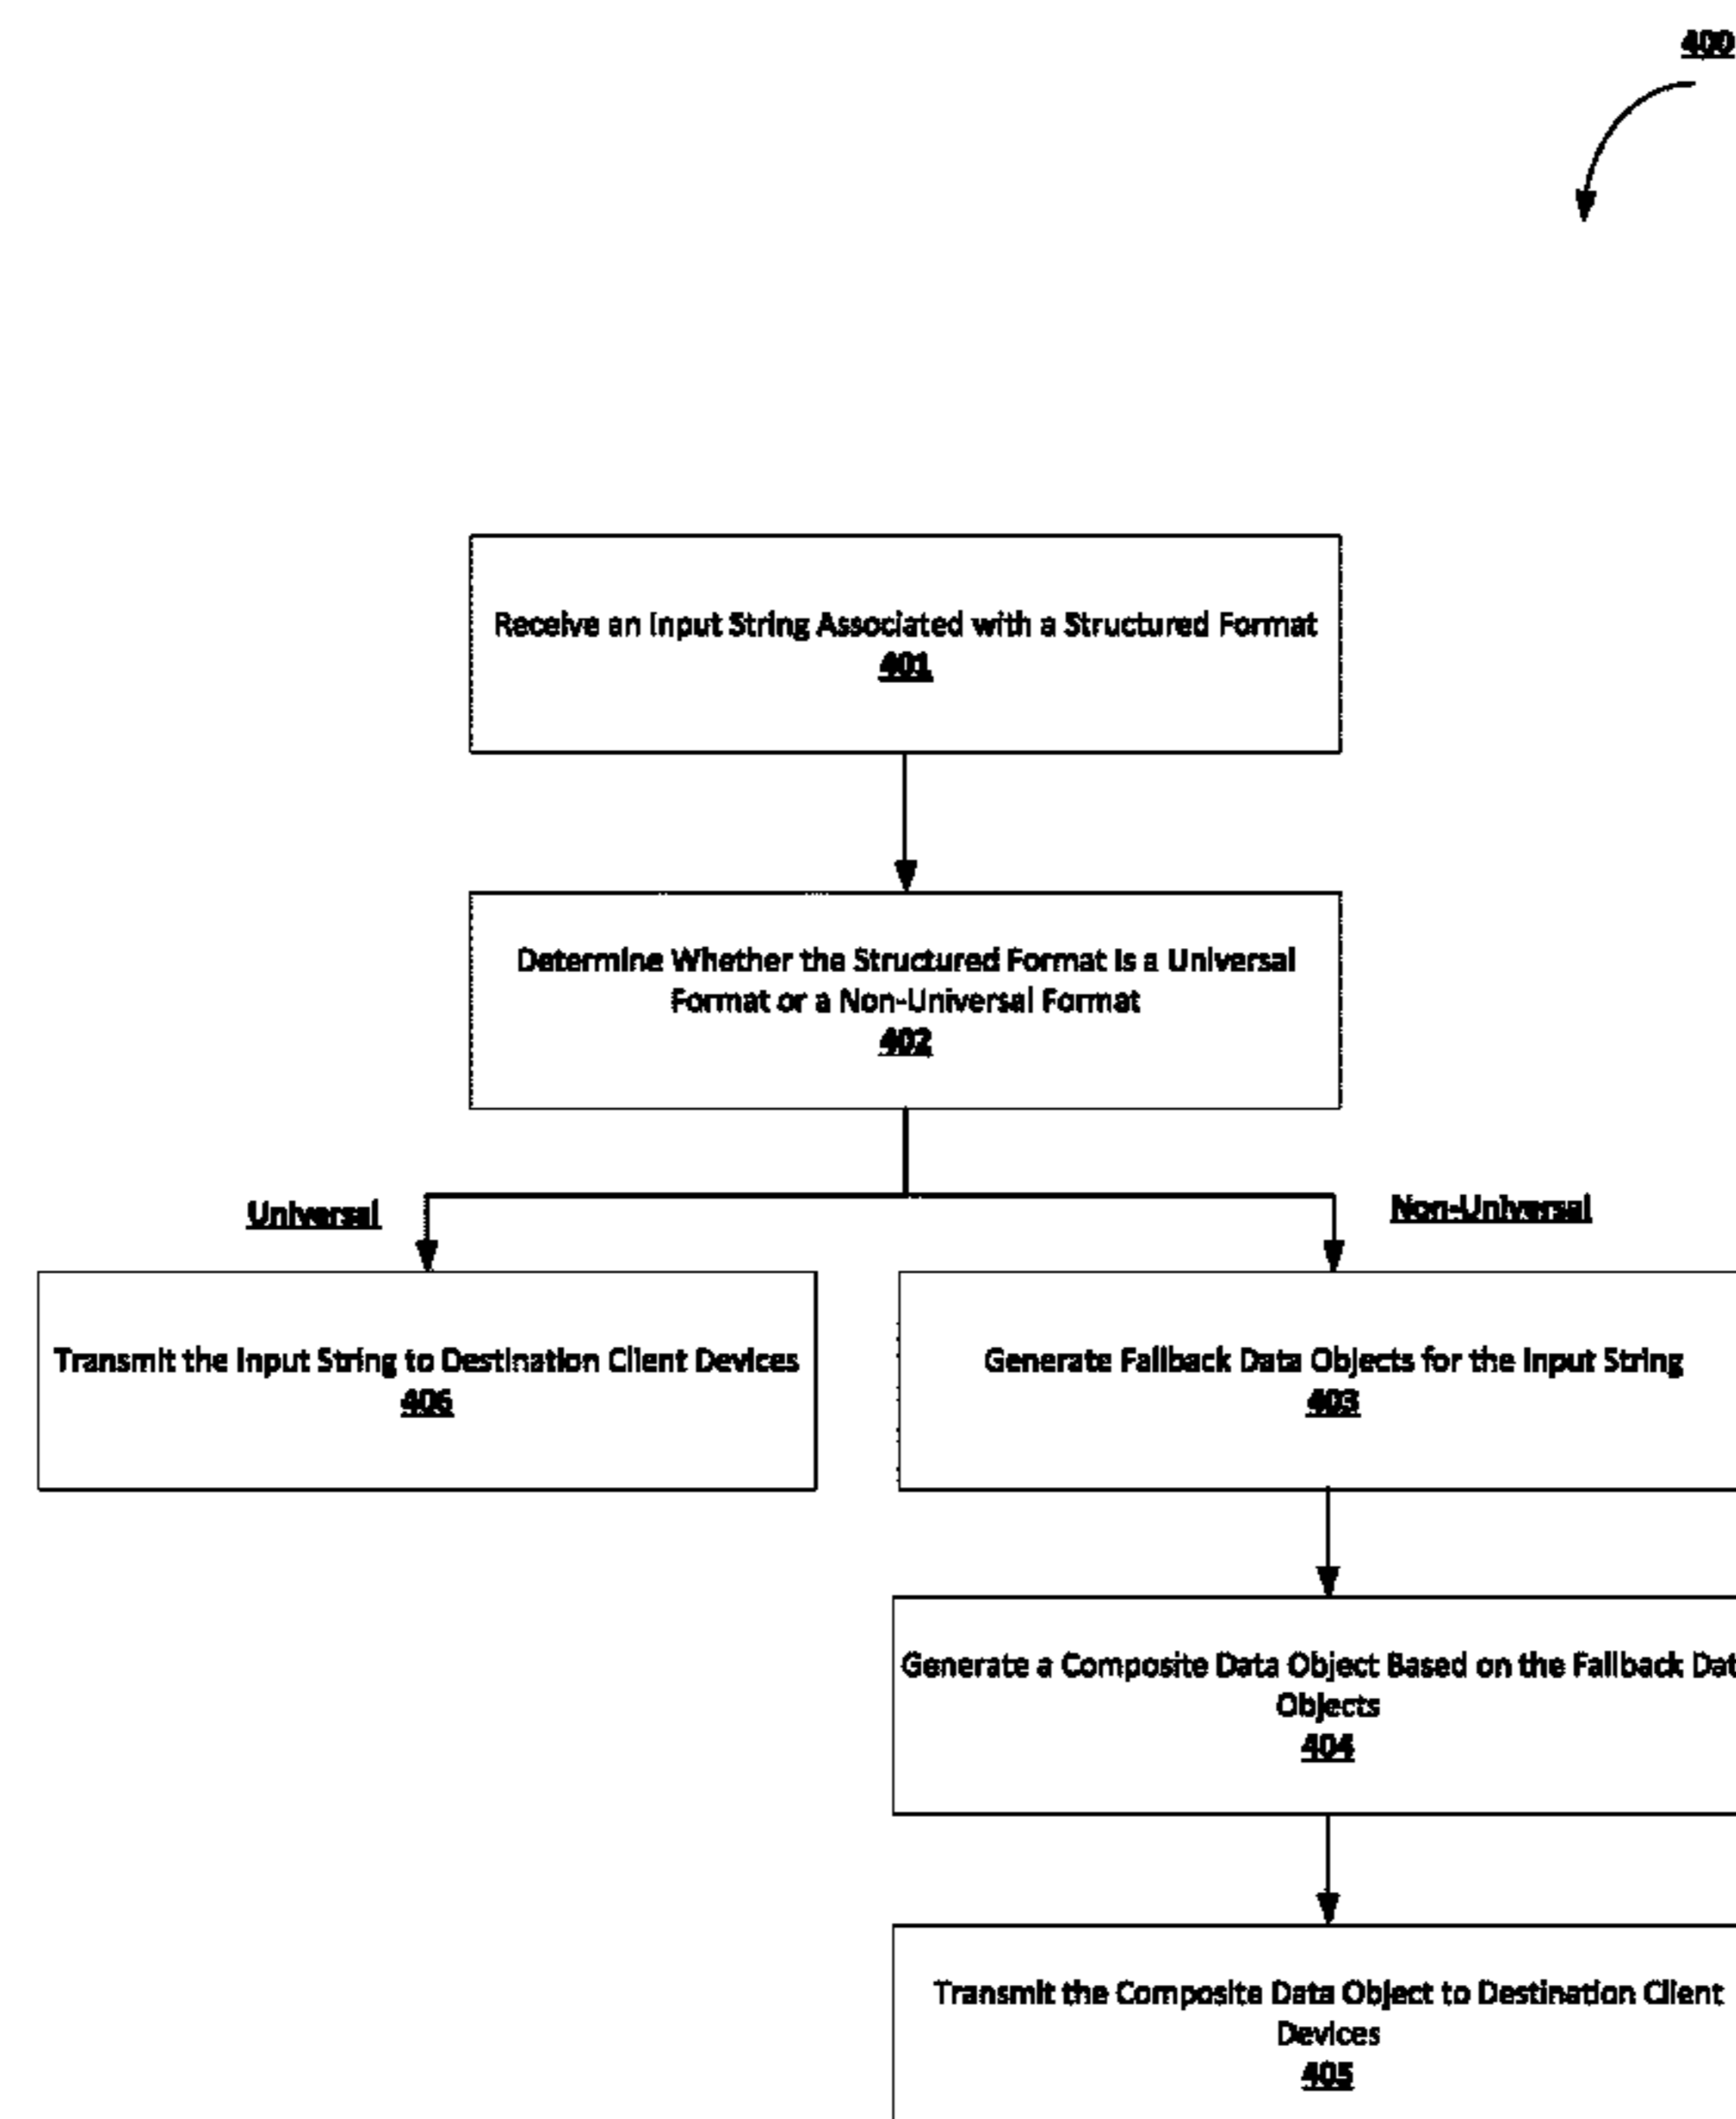 400
Receive an Input String Associated with a Structured Format
401
Determine Whether the Structured Format is a Universal
Format or a Non-Universal Format
402
Universal
Non-Universal
Transmit the Input String to Destination Client Devices
406
Generate Fallback Data Objects for the Input String
403
Generate a Composite Data Object Based on the Fallback Dat
Objects
404
Transmit the Composite Data Object to Destination Client
Devices
405